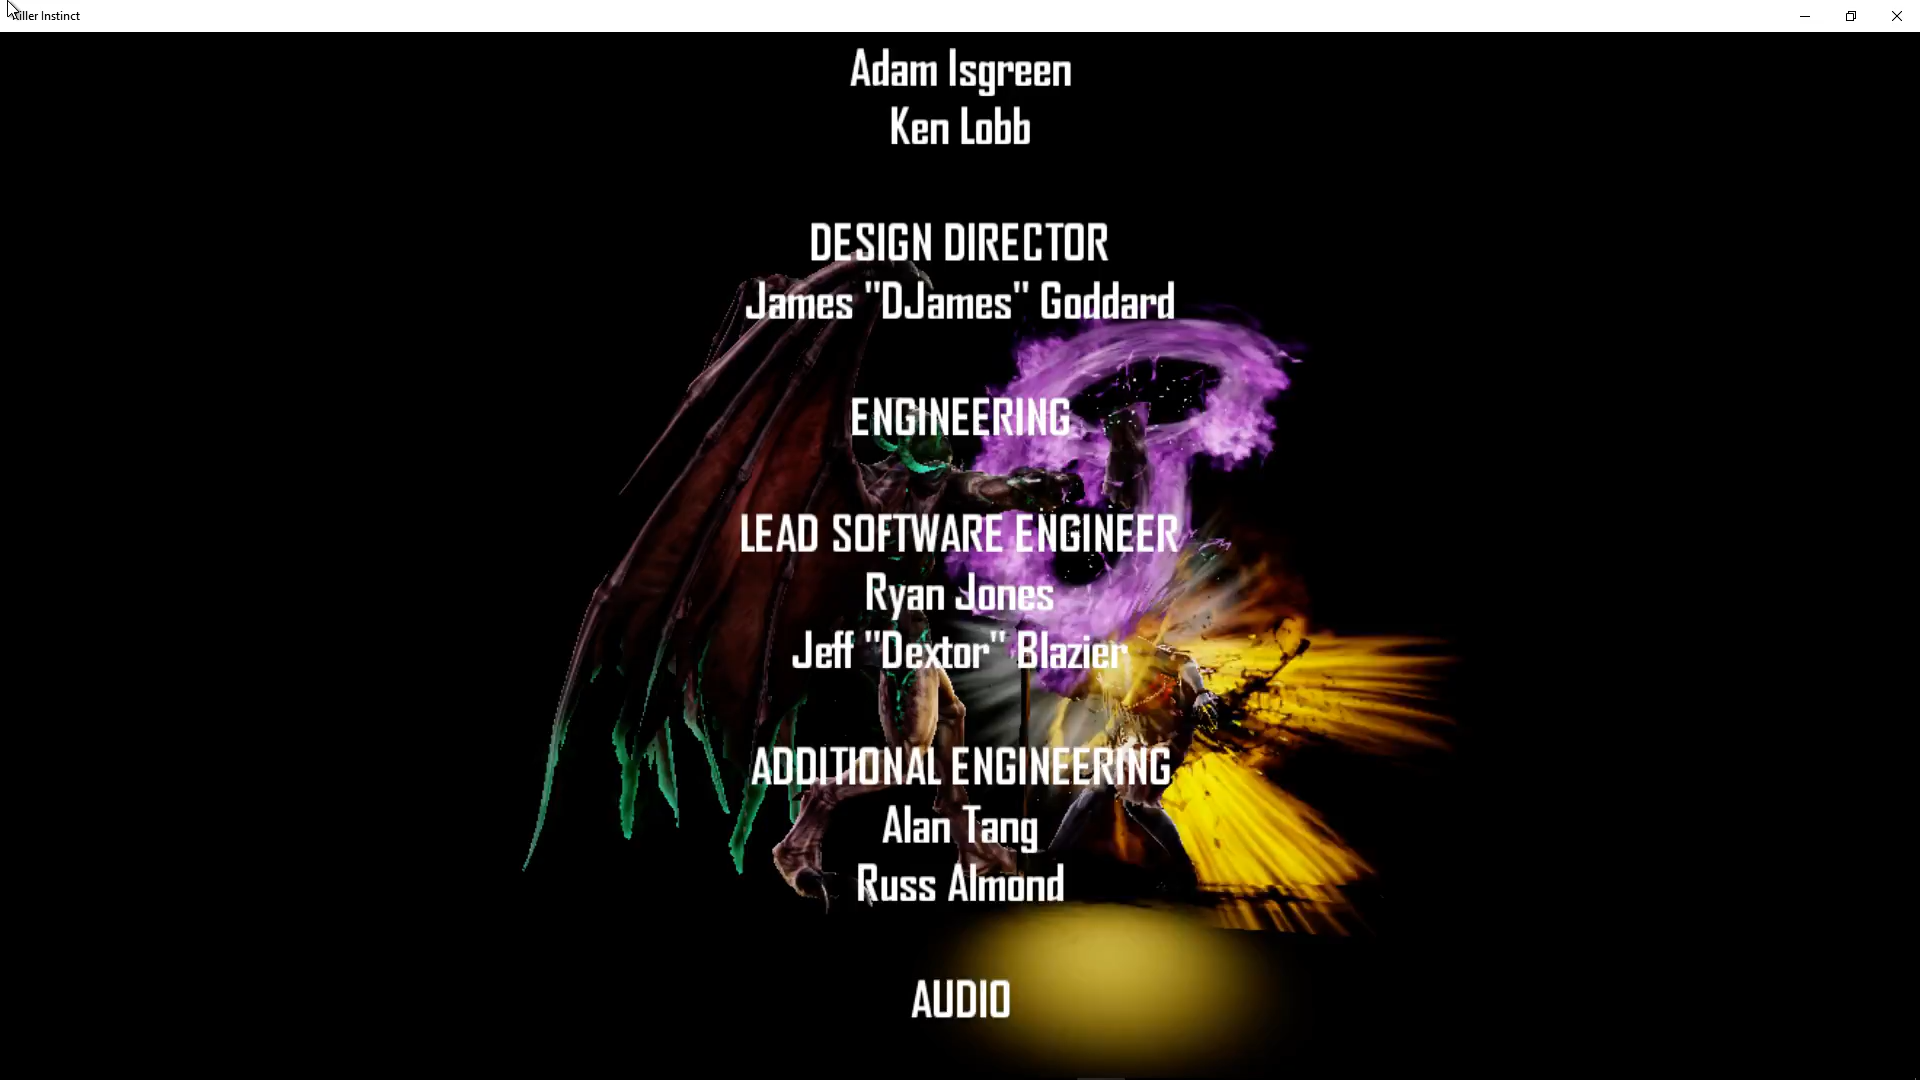 Killer Instinct
Adam Isgreen
Ken Lobb
DESIGN DIRECTOR
James "DJames" Goddard
ENGINEERING
LEAD SOFTWARE ENGINEER
Ryan Jones
Jeff "Dextor" Blazier
ADDITIONAL ENGINEERING
Alan Tang
Russ Almond
AUDIO